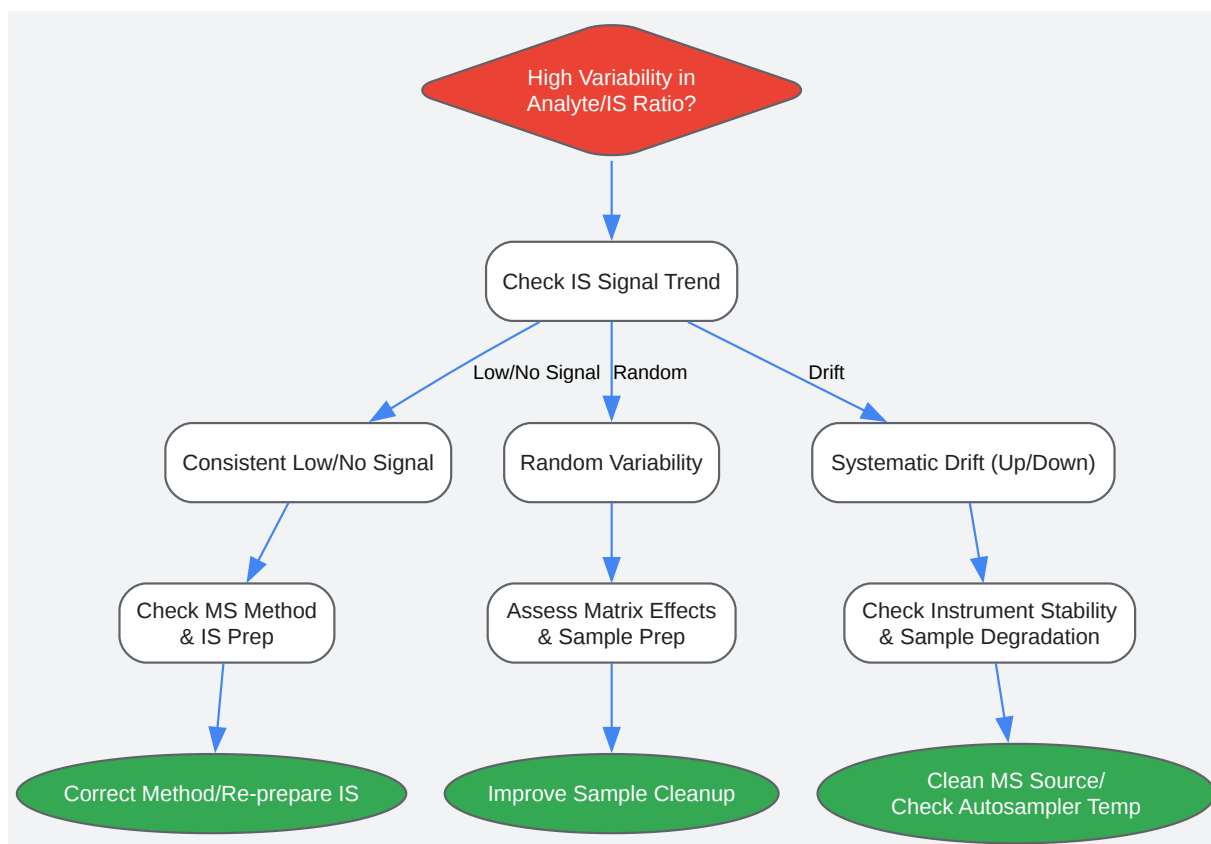 High Variability in
Analyte/IS Ratio?
Check IS Signal Trend
Low/No Signal
Random
Drift
Consistent Low/No Signal
Random Variability
Systematic Drift (Up/Down)
Check MS Method
& IS Prep
Assess Matrix Effects
& Sample Prep
Check Instrument Stability
& Sample Degradation
Correct Method/Re-prepare IS
Improve Sample Cleanup
Clean MS Source/
Check Autosampler Temp